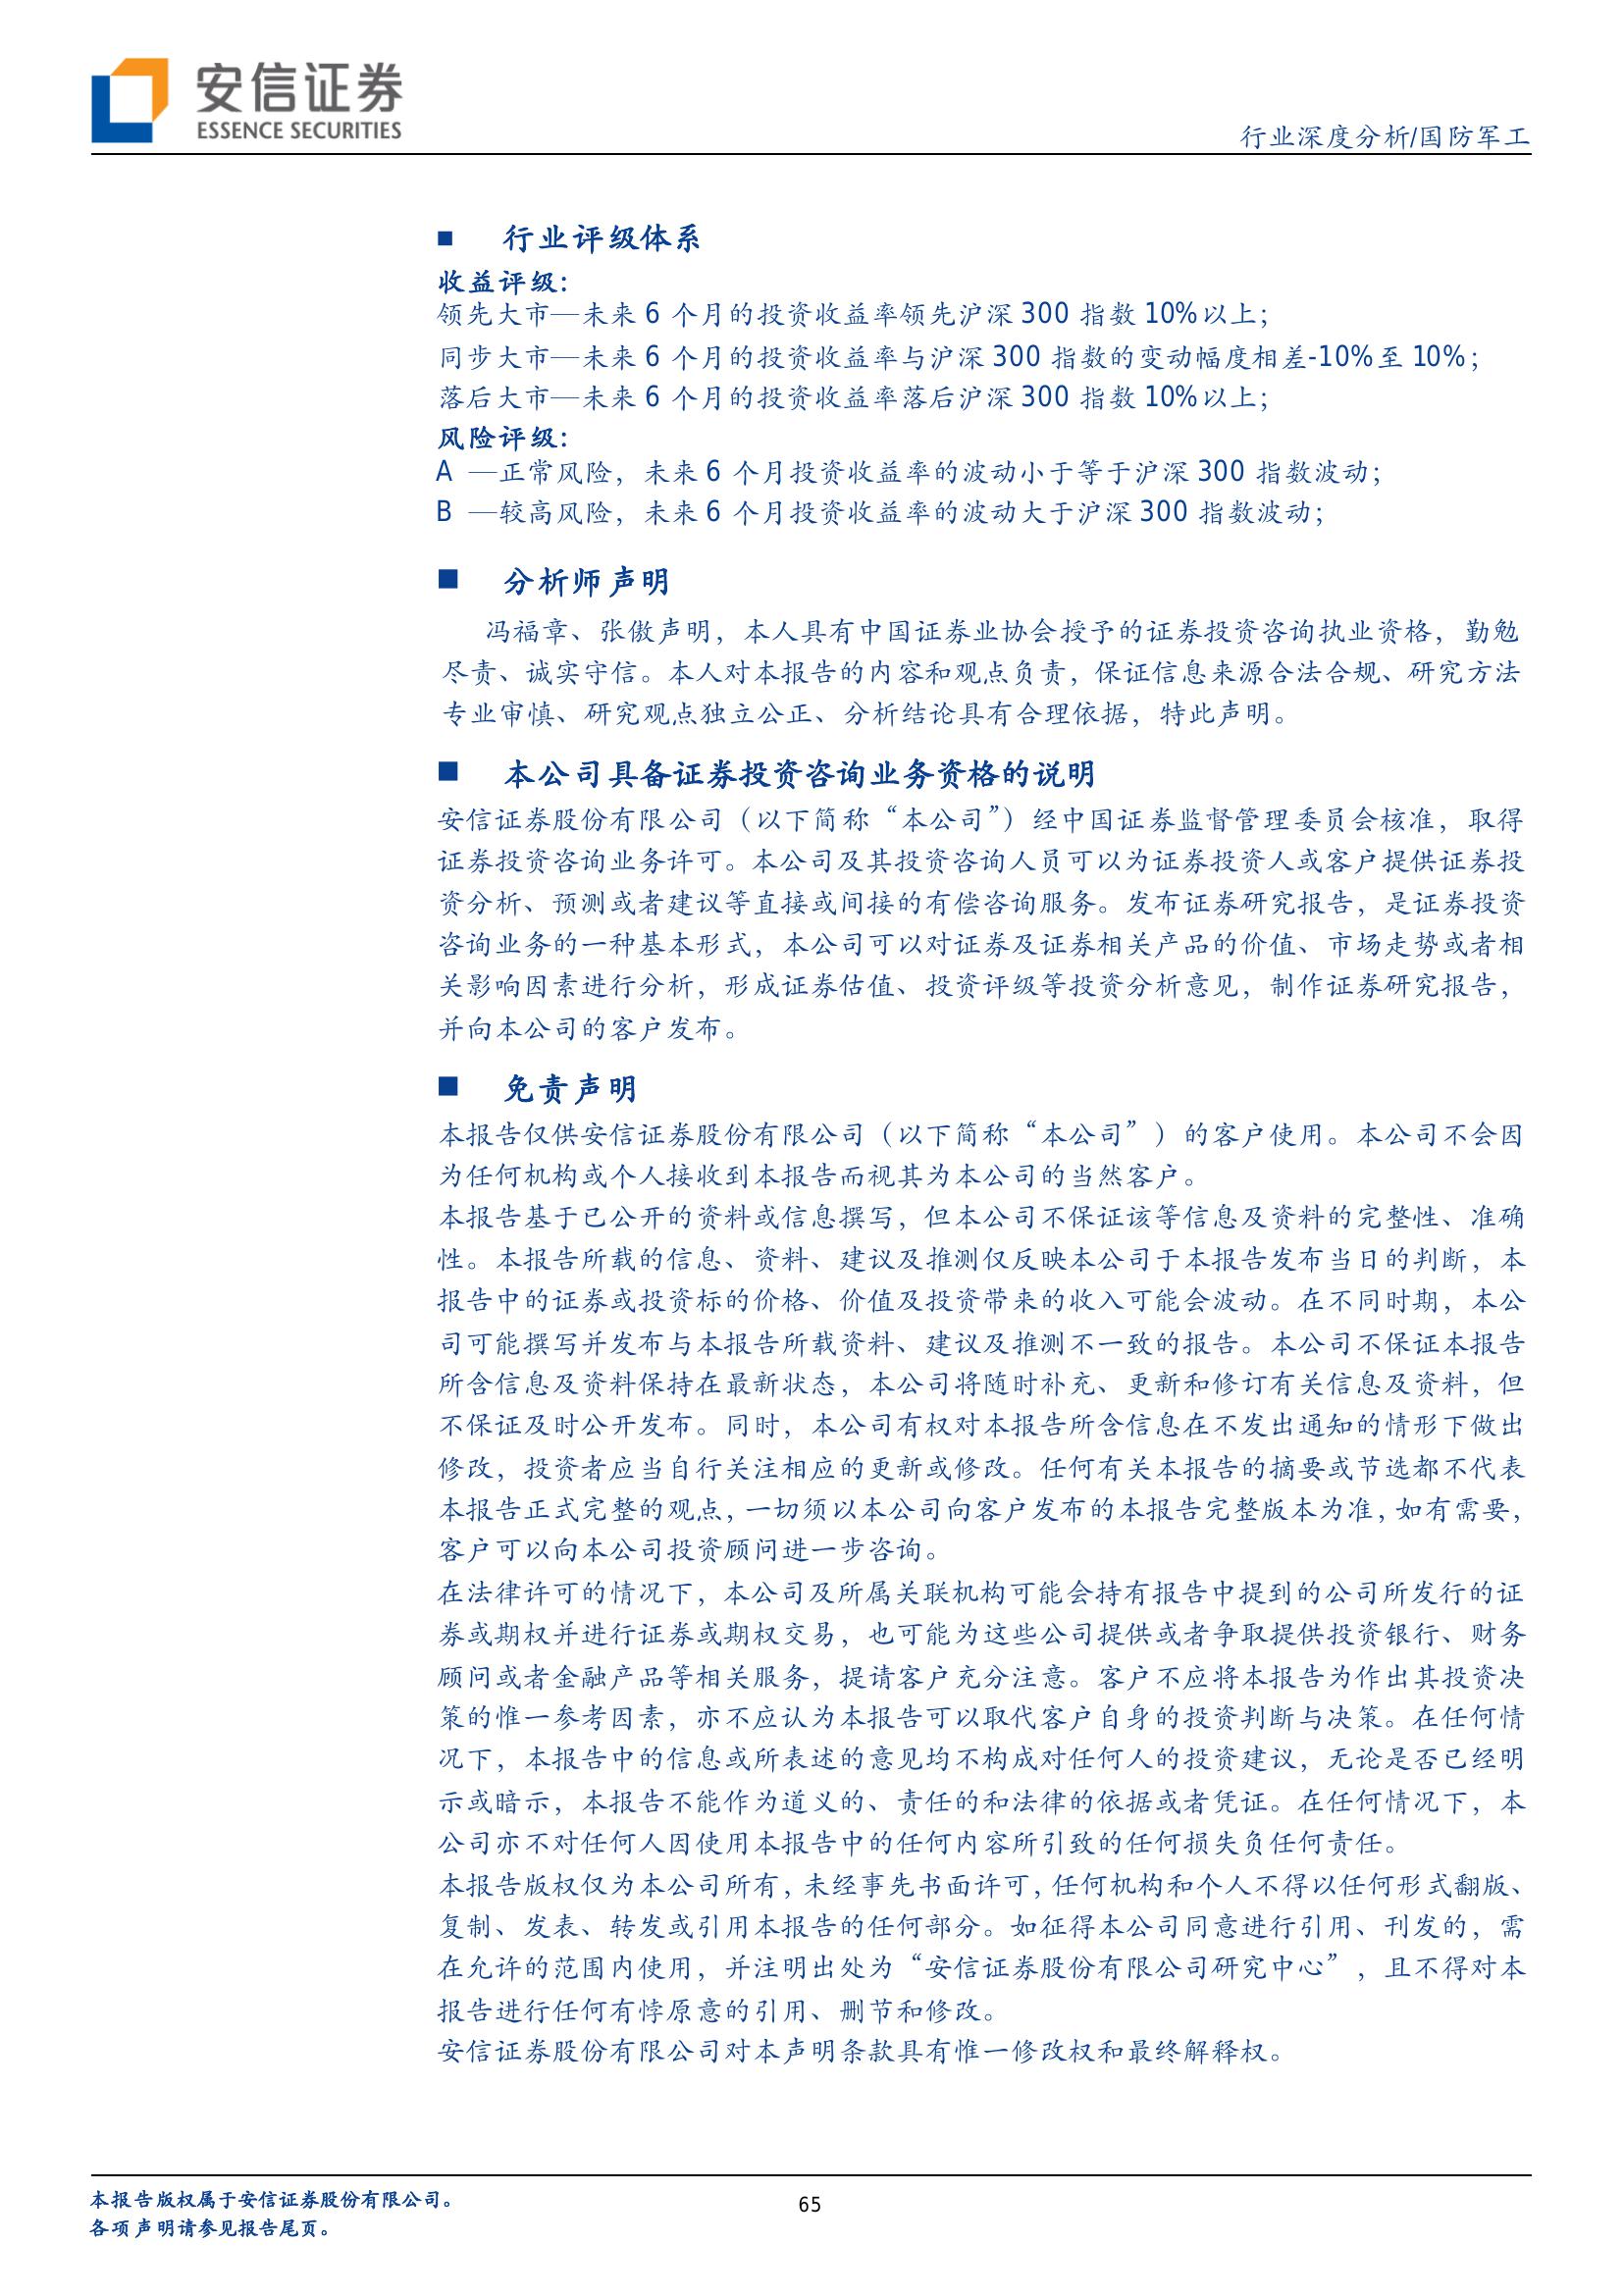 安信证券
ESSENCE SECURITIES
行业深度分析/国防军工
■ 行业评级体系
收益评级：
领先大市—未来 6 个月的投资收益率领先沪深 300 指数 10%以上；
同步大市—未来 6 个月的投资收益率与沪深 300 指数的变动幅度相差-10%至 10%；
落后大市—未来 6 个月的投资收益率落后沪深 300 指数 10%以上；
风险评级：
A —正常风险，未来 6 个月投资收益率的波动小于等于沪深 300 指数波动；
B —较高风险，未来 6 个月投资收益率的波动大于沪深 300 指数波动；
■ 分析师声明
冯福章、张傲声明，本人具有中国证券业协会授予的证券投资咨询执业资格，勤勉
尽责、诚实守信。本人对本报告的内容和观点负责，保证信息来源合法合规、研究方法
专业审慎、研究观点独立公正、分析结论具有合理依据，特此声明。
■ 本公司具备证券投资咨询业务资格的说明
安信证券股份有限公司（以下简称“本公司”）经中国证券监督管理委员会核准，取得
证券投资咨询业务许可。本公司及其投资咨询人员可以为证券投资人或客户提供证券投
资分析、预测或者建议等直接或间接的有偿咨询服务。发布证券研究报告，是证券投资
咨询业务的一种基本形式，本公司可以对证券及证券相关产品的价值、市场走势或者相
关影响因素进行分析，形成证券估值、投资评级等投资分析意见，制作证券研究报告，
并向本公司的客户发布。
■ 免责声明
本报告仅供安信证券股份有限公司（以下简称“本公司”）的客户使用。本公司不会因
为任何机构或个人接收到本报告而视其为本公司的当然客户。
本报告基于已公开的资料或信息撰写，但本公司不保证该等信息及资料的完整性、准确
性。本报告所载的信息、资料、建议及推测仅反映本公司于本报告发布当日的判断，本
报告中的证券或投资标的价格、价值及投资带来的收入可能会波动。在不同时期，本公
司可能撰写并发布与本报告所载资料、建议及推测不一致的报告。本公司不保证本报告
所含信息及资料保持在最新状态，本公司将随时补充、更新和修订有关信息及资料，但
不保证及时公开发布。同时，本公司有权对本报告所含信息在不发出通知的情形下做出
修改，投资者应当自行关注相应的更新或修改。任何有关本报告的摘要或节选都不代表
本报告正式完整的观点，一切须以本公司向客户发布的本报告完整版本为准，如有需要，
客户可以向本公司投资顾问进一步咨询。
在法律许可的情况下，本公司及所属关联机构可能会持有报告中提到的公司所发行的证
券或期权并进行证券或期权交易，也可能为这些公司提供或者争取提供投资银行、财务
顾问或者金融产品等相关服务，提请客户充分注意。客户不应将本报告为作出其投资决
策的惟一参考因素，亦不应认为本报告可以取代客户自身的投资判断与决策。在任何情
况下，本报告中的信息或所表述的意见均不构成对任何人的投资建议，无论是否已经明
示或暗示，本报告不能作为道义的、责任的和法律的依据或者凭证。在任何情况下，本
公司亦不对任何人因使用本报告中的任何内容所引致的任何损失负任何责任。
本报告版权仅为本公司所有，未经事先书面许可，任何机构和个人不得以任何形式翻版、
复制、发表、转发或引用本报告的任何部分。如征得本公司同意进行引用、刊发的，需
在允许的范围内使用，并注明出处为“安信证券股份有限公司研究中心”，且不得对本
报告进行任何有悖原意的引用、删节和修改。
安信证券股份有限公司对本声明条款具有惟一修改权和最终解释权。
本报告版权属于安信证券股份有限公司。
各项声明请参见报告尾页。
65